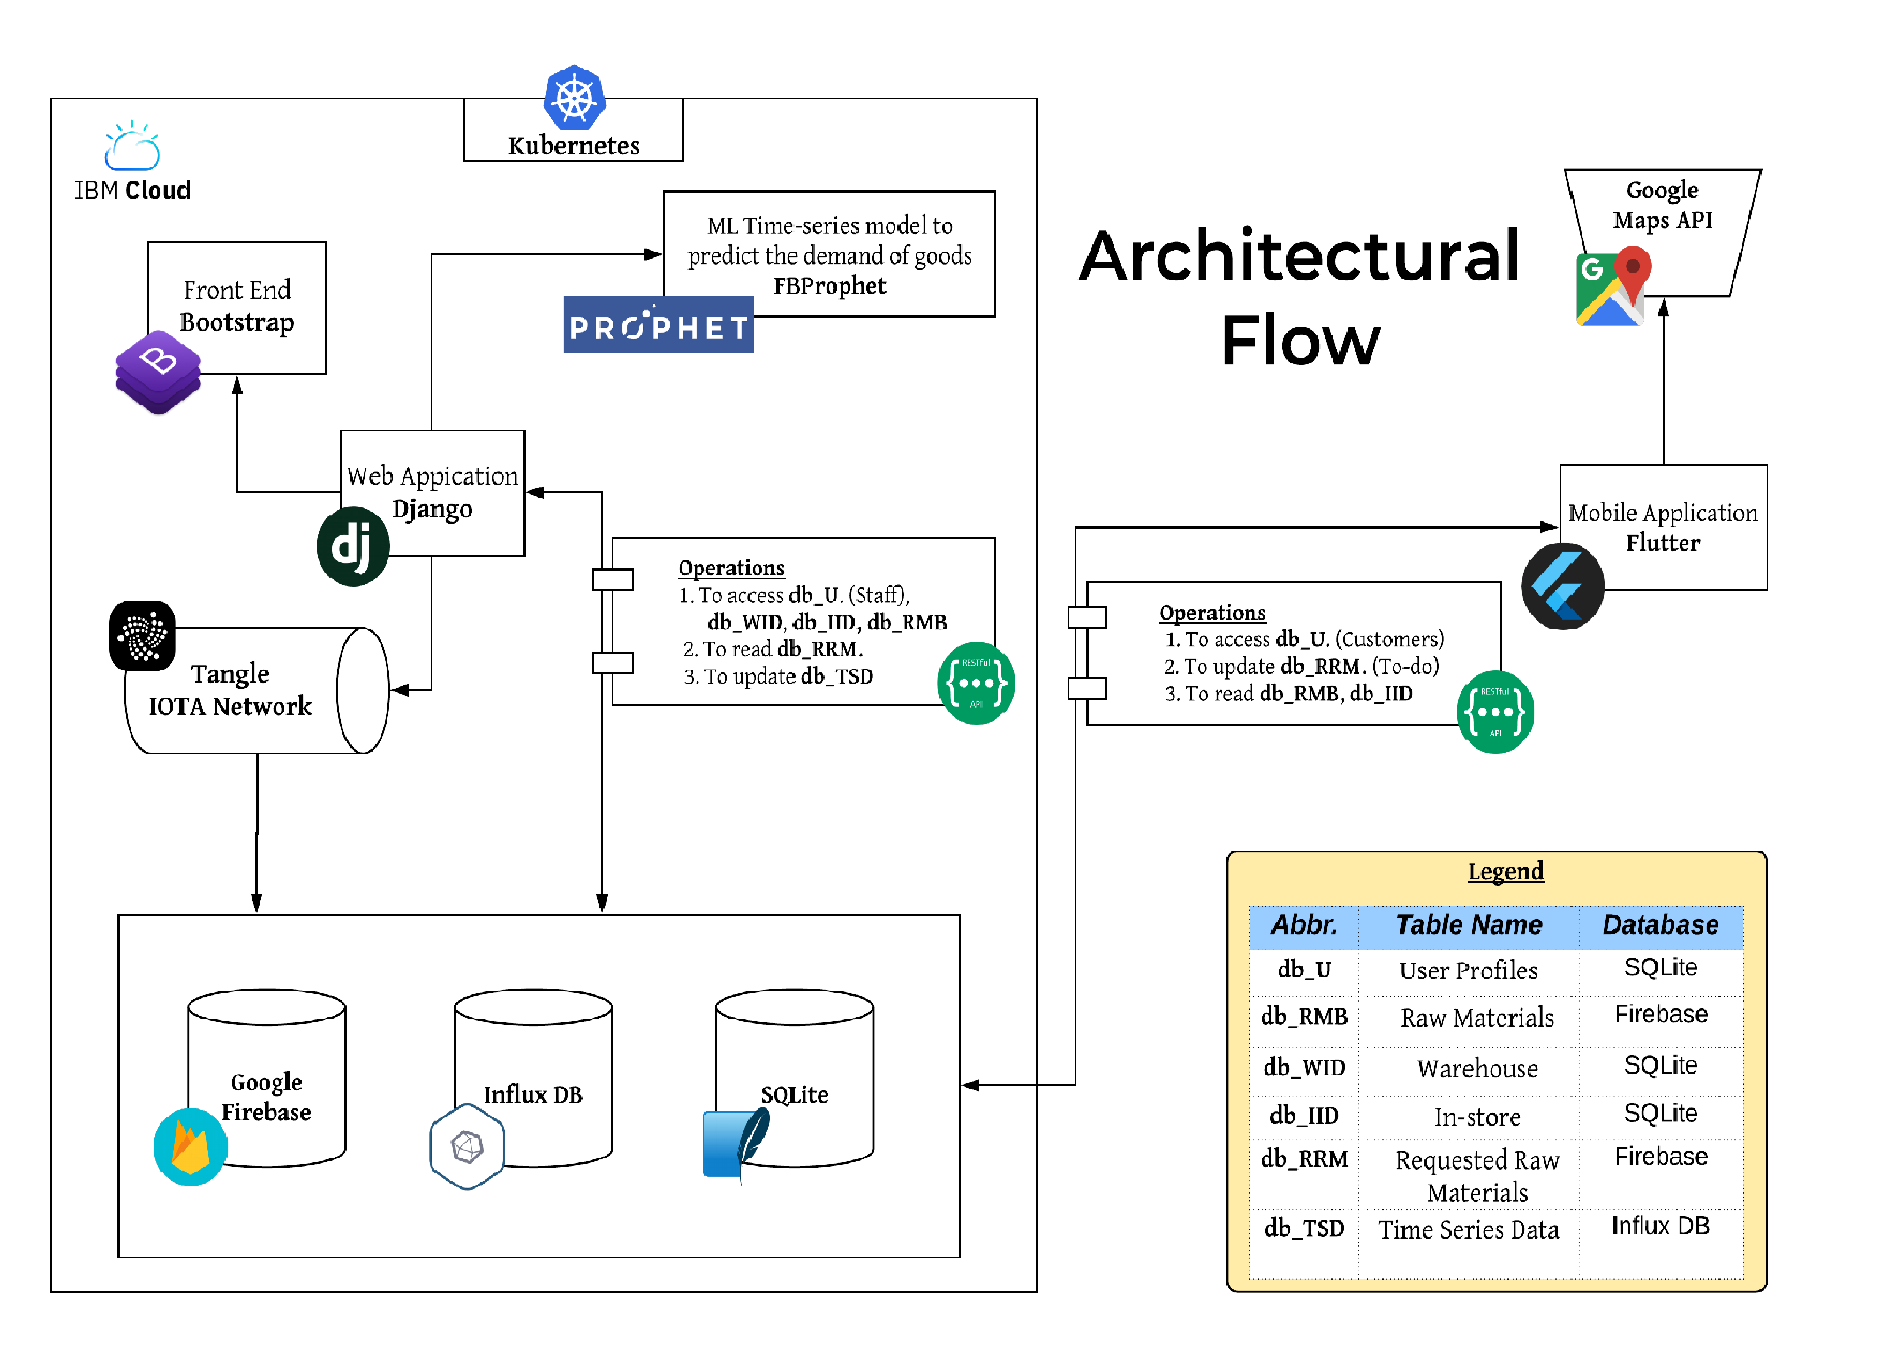 Kubernetes
IBM Cloud
ML Time-series model to
predict the demand of goods
FBProphet
PROPHET
Front End
Bootstrap
B
Architectural
Flow
Google
Maps API
G
Web Appication
Django
dj
Mobile Application
Flutter
Operations
1. To access db_U. (Staff),
db_WID, db_IID, db_RMB
2. To read db_RRM.
3. To update db_TSD
RESTful
{•••}
API
Operations
1. To access db_U. (Customers)
2. To update db_RRM. (To-do)
3. To read db_RMB, db_IID
RESTful
{•••}
API
Tangle
IOTA Network
Google
Firebase
Influx DB
SQLite
Legend
Abbr. Table Name Database
db_U User Profiles SQLite
db_RMB Raw Materials Firebase
db_WID Warehouse SQLite
db_IID In-store SQLite
db_RRM Requested Raw Firebase
Materials
db_TSD Time Series Data Influx DB